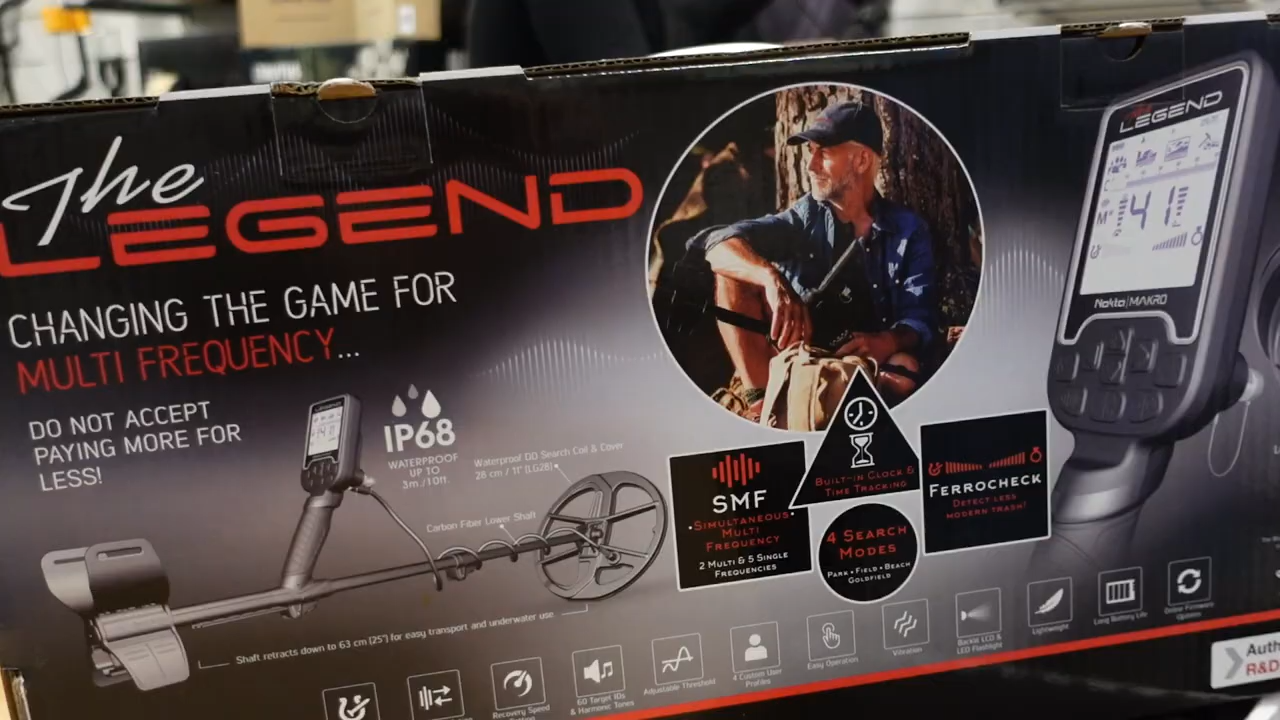 The
LEGEND
CHANGING THE GAME FOR
MULTI FREQUENCY...
DO NOT ACCEPT
PAYING MORE FOR
LESS!
IP68
WATERPROOF
UP TO
3m./10ft.
Waterproof DD Search Coil & Cover
28 cm / 11" (LG28)
Carbon Fiber Lower Shaft
Shaft retracts down to 63 cm (25") for easy transport and underwater use
SMF
•SIMULTANEOUS•
MULTI
FREQUENCY
2 MULTI & 5 SINGLE
FREQUENCIES
BUILT-IN CLOCK &
TIME TRACKING
4 SEARCH
MODES
PARK • FIELD • BEACH
GOLDFIELD
FERROCHECK
DETECT LESS
MODERN TRASH!
LEGEND
M
41
Nokta | MAKRO
Recovery Speed
60 Target IDs
& Harmonic Tones
Adjustable Threshold
4 Custom User
Profiles
Easy Operation
Vibration
Backlit LCD &
LED Flashlight
Lightweight
Long Battery Life
Online Firmware
Updates
Auth
R&D